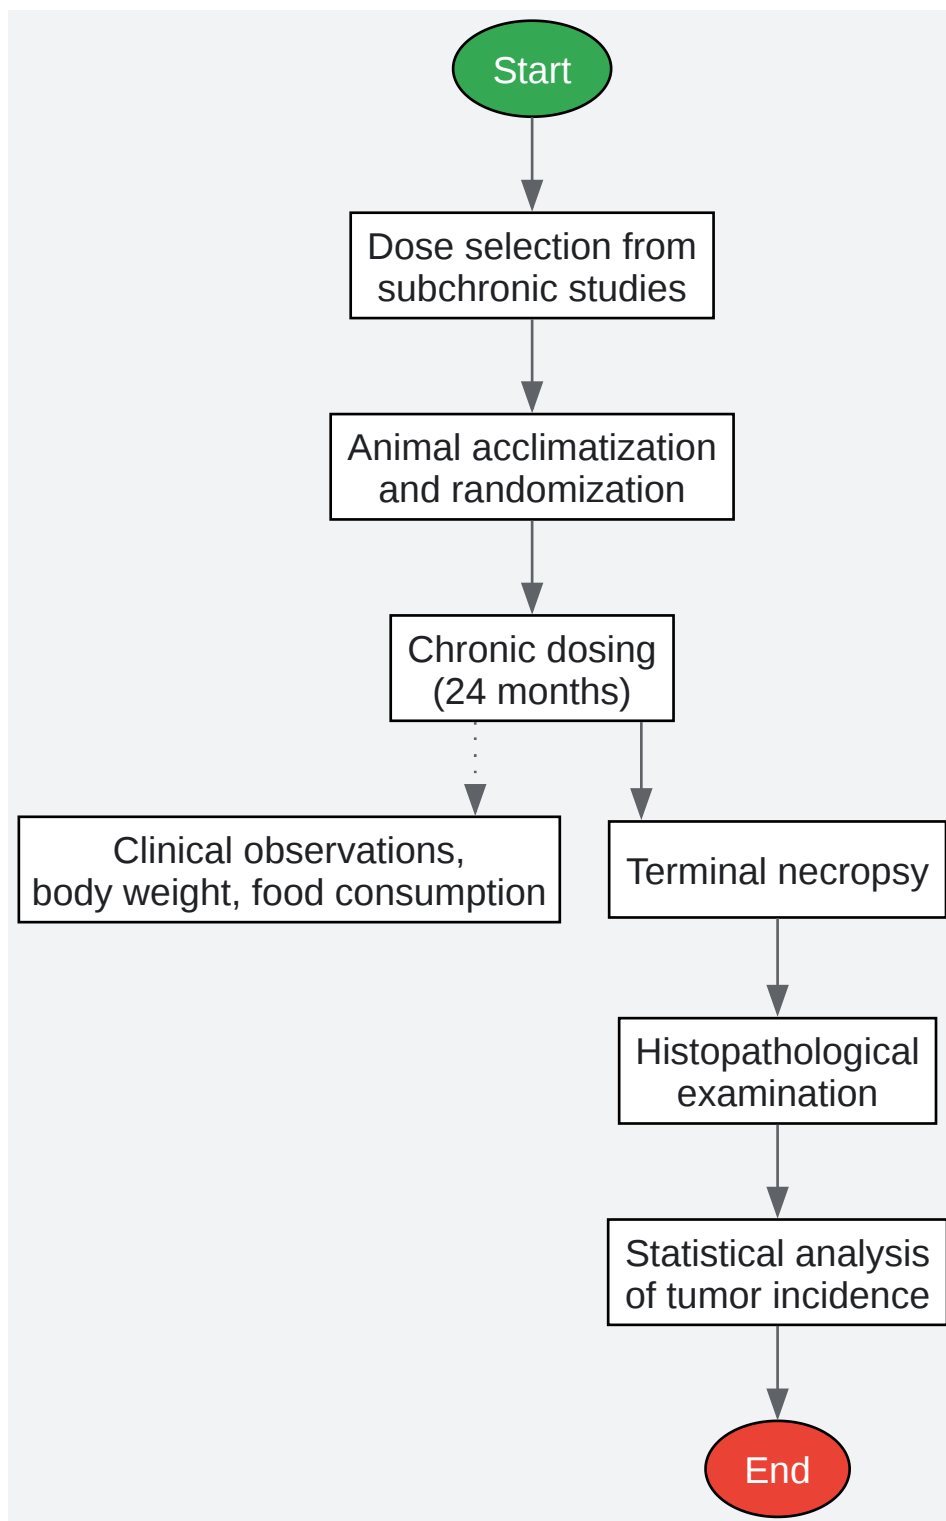 Start
Dose selection from
subchronic studies
Animal acclimatization
and randomization
Chronic dosing
(24 months)
Clinical observations,
body weight, food consumption
Terminal necropsy
Histopathological
examination
Statistical analysis
of tumor incidence
End